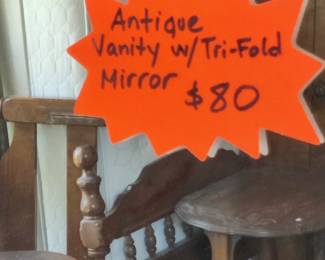 Antique
Vanity w/Tri-Fold
Mirror $80